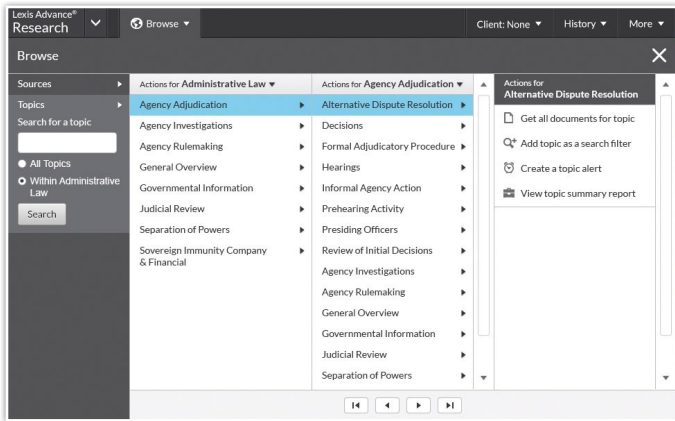 Lexis Advance®
Research
Browse
Client: None
History
More
Browse
Sources
Topics
Search for a topic
All Topics
Within Administrative
Law
Search
Actions for Administrative Law
Agency Adjudication
Agency Investigations
Agency Rulemaking
General Overview
Governmental Information
Judicial Review
Separation of Powers
Sovereign Immunity Company
& Financial
Actions for Agency Adjudication
Alternative Dispute Resolution
Decisions
Formal Adjudicatory Procedure
Hearings
Informal Agency Action
Prehearing Activity
Presiding Officers
Review of Initial Decisions
Agency Investigations
Agency Rulemaking
General Overview
Governmental Information
Judicial Review
Separation of Powers
Actions for
Alternative Dispute Resolution
Get all documents for topic
Add topic as a search filter
Create a topic alert
View topic summary report